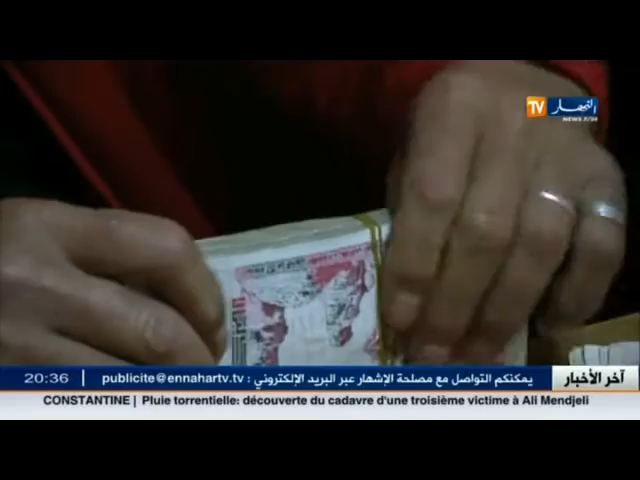 TV النهار
NEWS 7/24
20:36 | publicite@ennahartv.tv : يمكنكم التواصل مع مصلحة الإشهار عبر البريد الإلكتروني
آخر الأخبار
CONSTANTINE | Pluie torrentielle: découverte du cadavre d'une troisième victime à Ali Mendjeli |